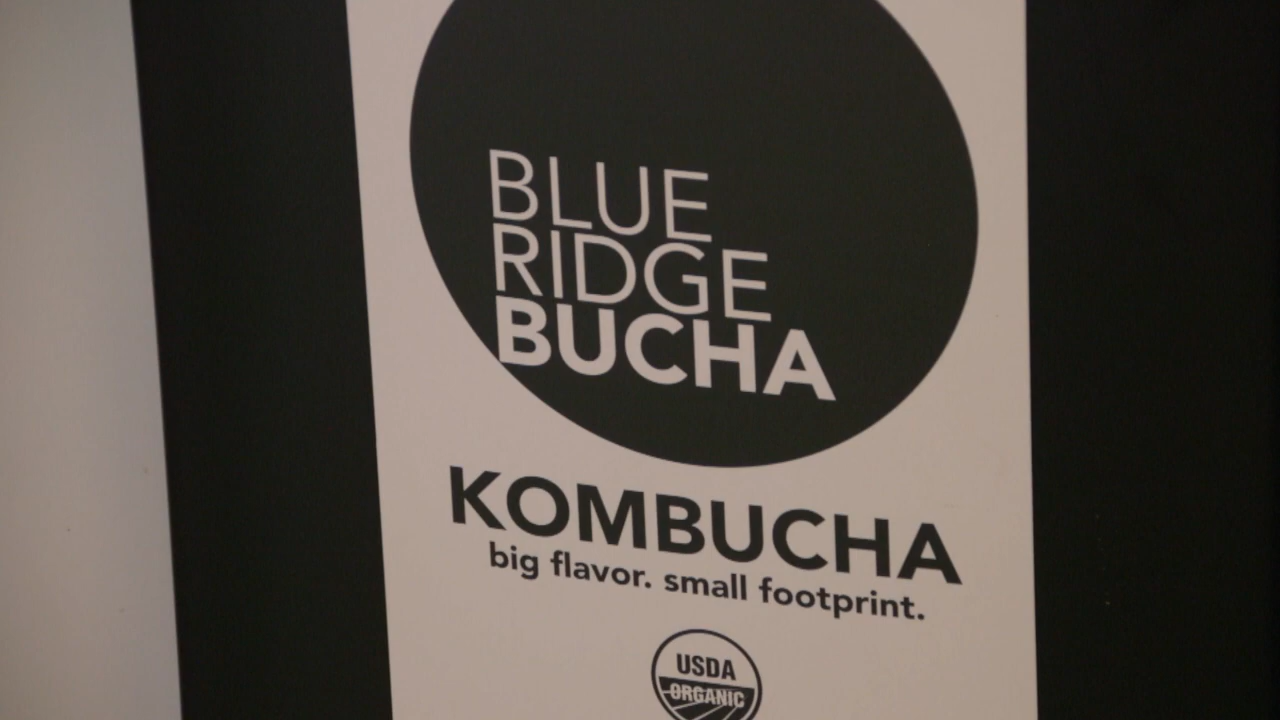 BLUE
RIDGE
BUCHA
KOMBUCHA
big flavor. small footprint.
USDA
ORGANIC